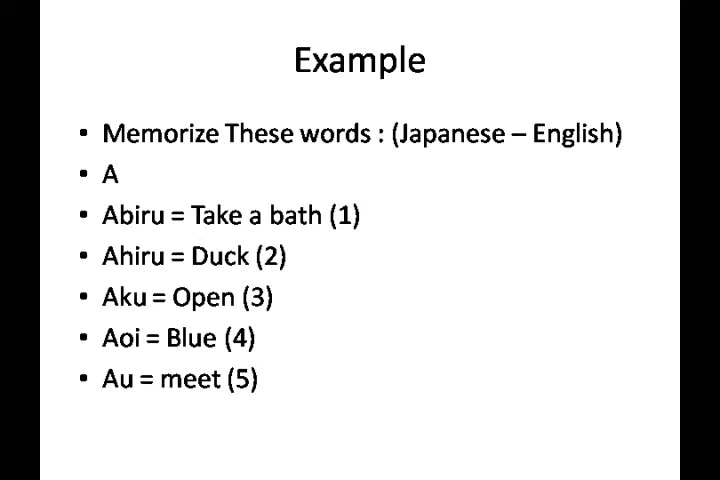 Example
• Memorize These words : (Japanese – English)
• A
• Abiru = Take a bath (1)
• Ahiru = Duck (2)
• Aku = Open (3)
• Aoi = Blue (4)
• Au = meet (5)